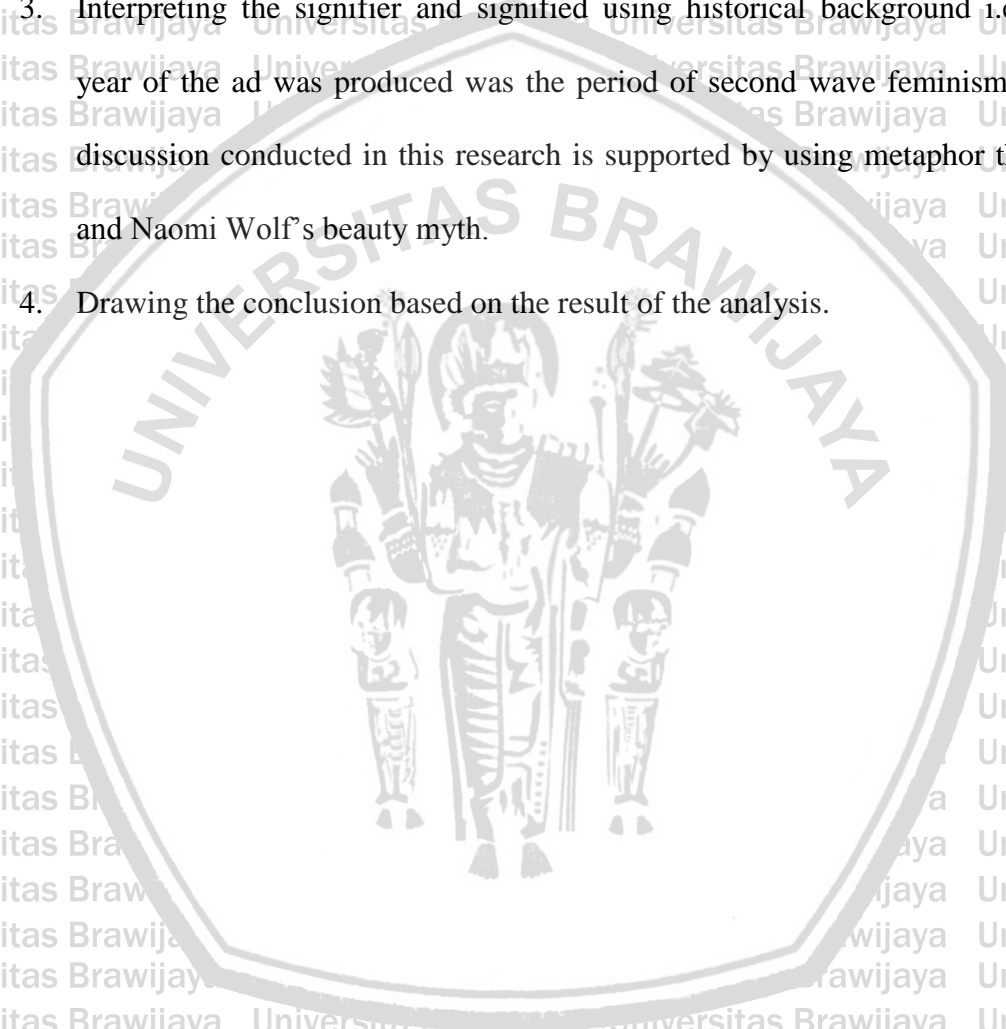 3. Interpreting the signifier and signified using historical background i.e
year of the ad was produced was the period of second wave feminism
discussion conducted in this research is supported by using metaphor
and Naomi Wolf's beauty myth.
4. Drawing the conclusion based on the result of the analysis.
UNIVERSITAS BRAWIJAYA